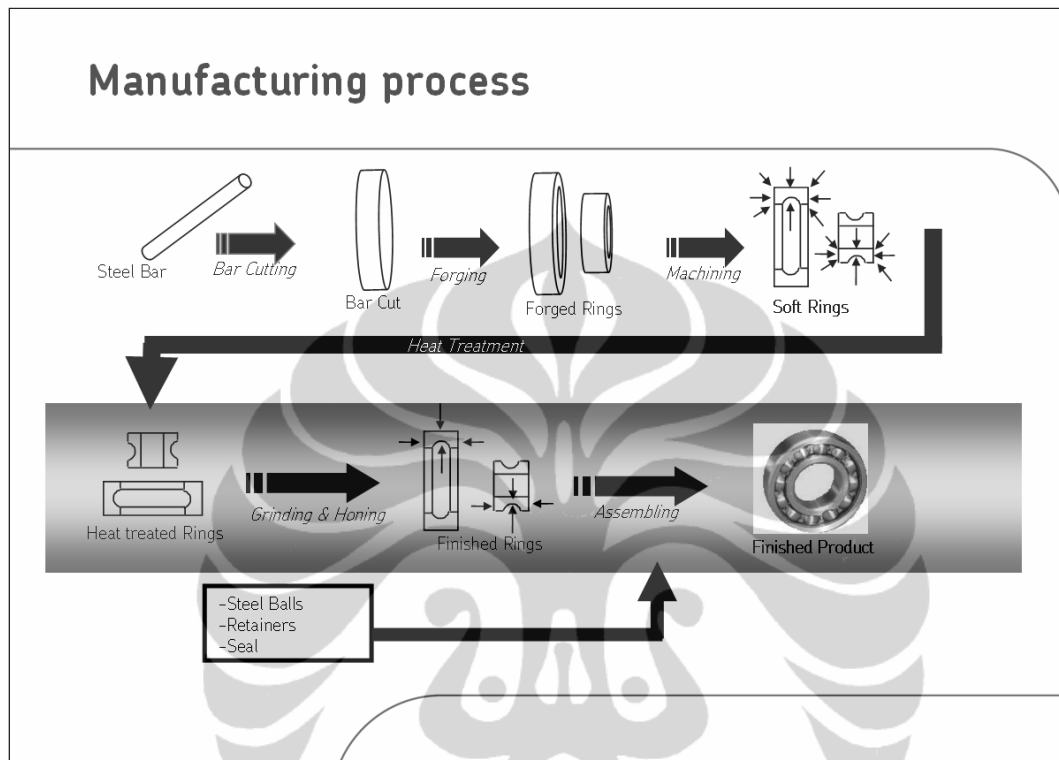 Manufacturing process
Steel Bar
Bar Cutting
Bar Cut
Forging
Forged Rings
Machining
Soft Rings
Heat Treatment
Heat treated Rings
Grinding & Honing
Finished Rings
Assembling
Finished Product
-Steel Balls
-Retainers
-Seal